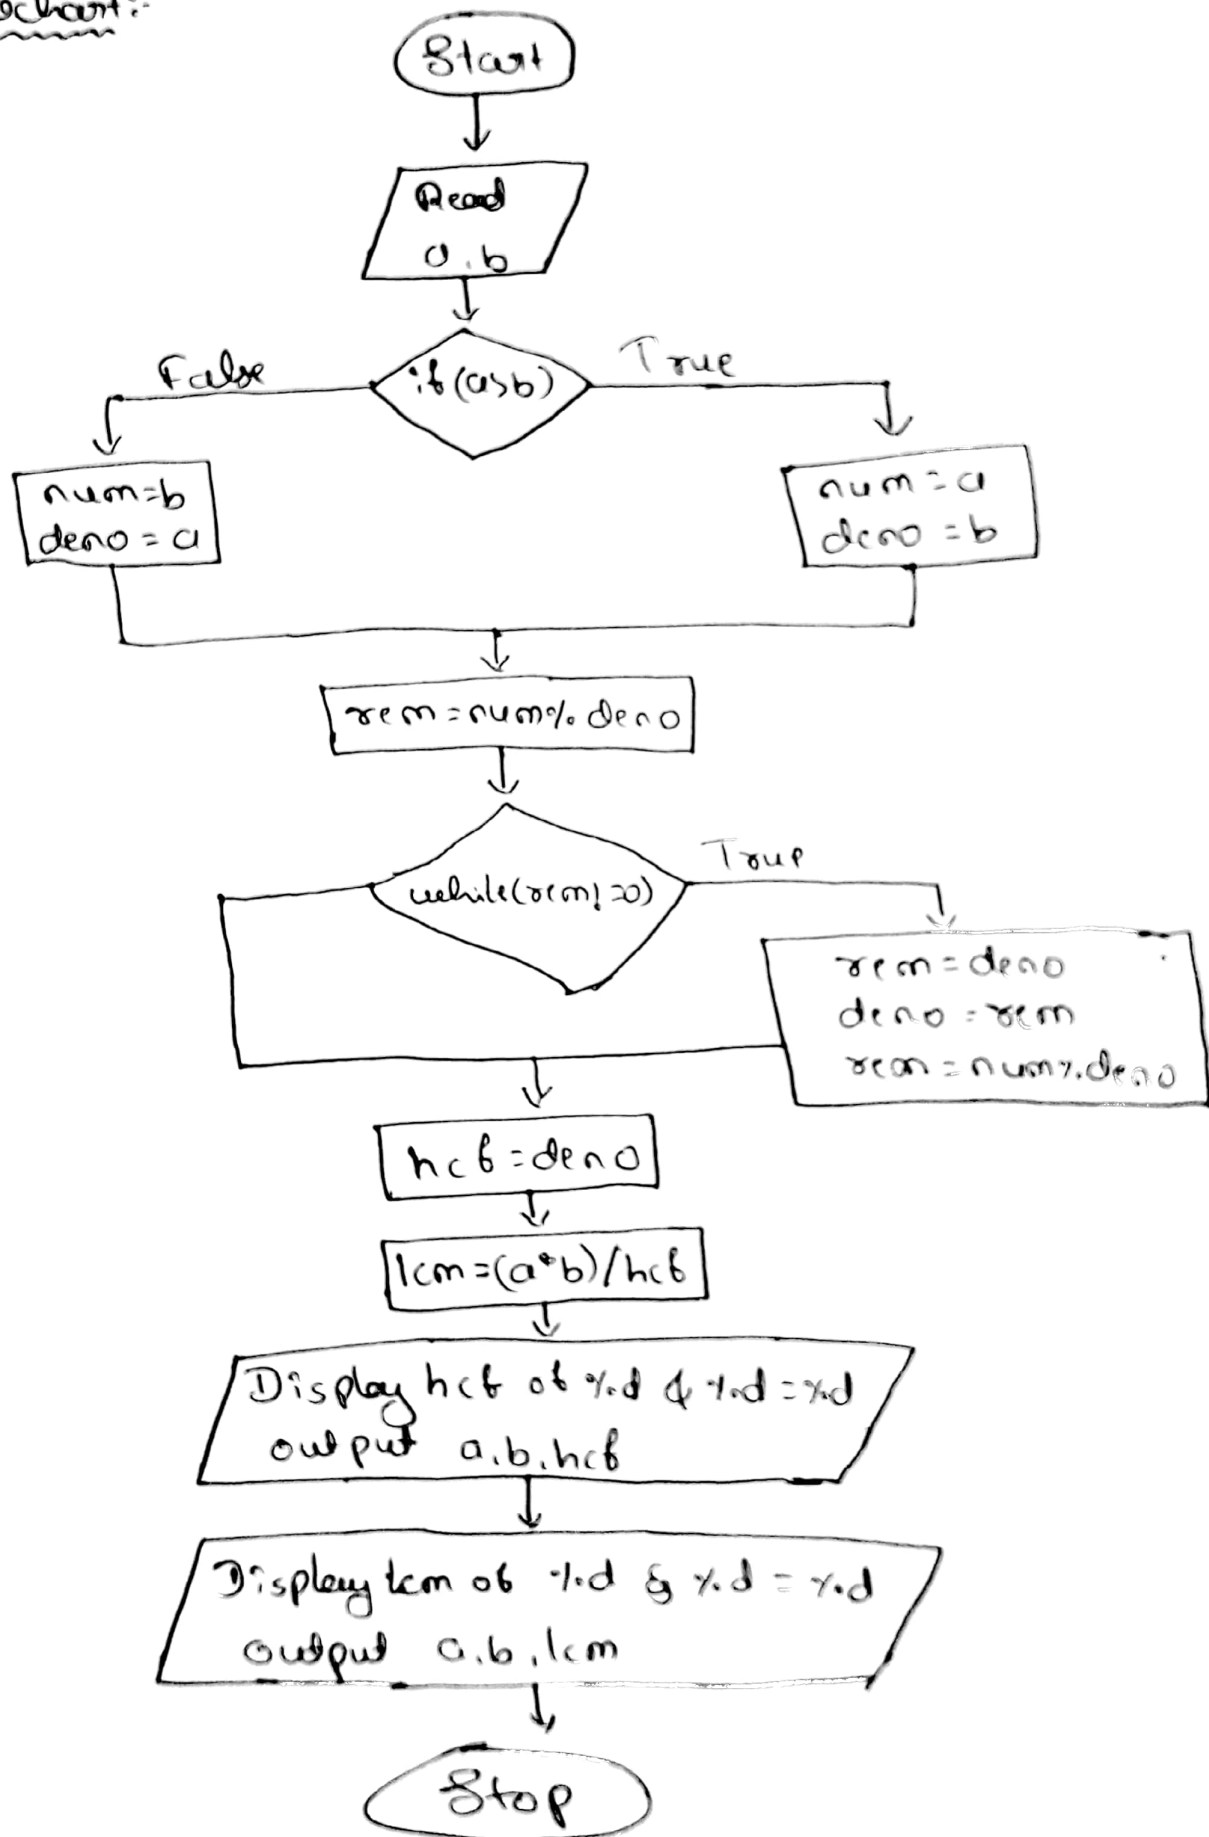 Start
Read
a,b
if(a>b)
False
True
num=b
deno=a
num=a
deno=b
rem=num%deno
while(rem!=0)
True
rem=deno
deno=rem
rem=num%deno
hcf=deno
lcm=(a*b)/hcf
Display hcf of %d & %d=%d
output a,b,hcf
Display lcm of %d & %d=%d
output a,b,lcm
Stop